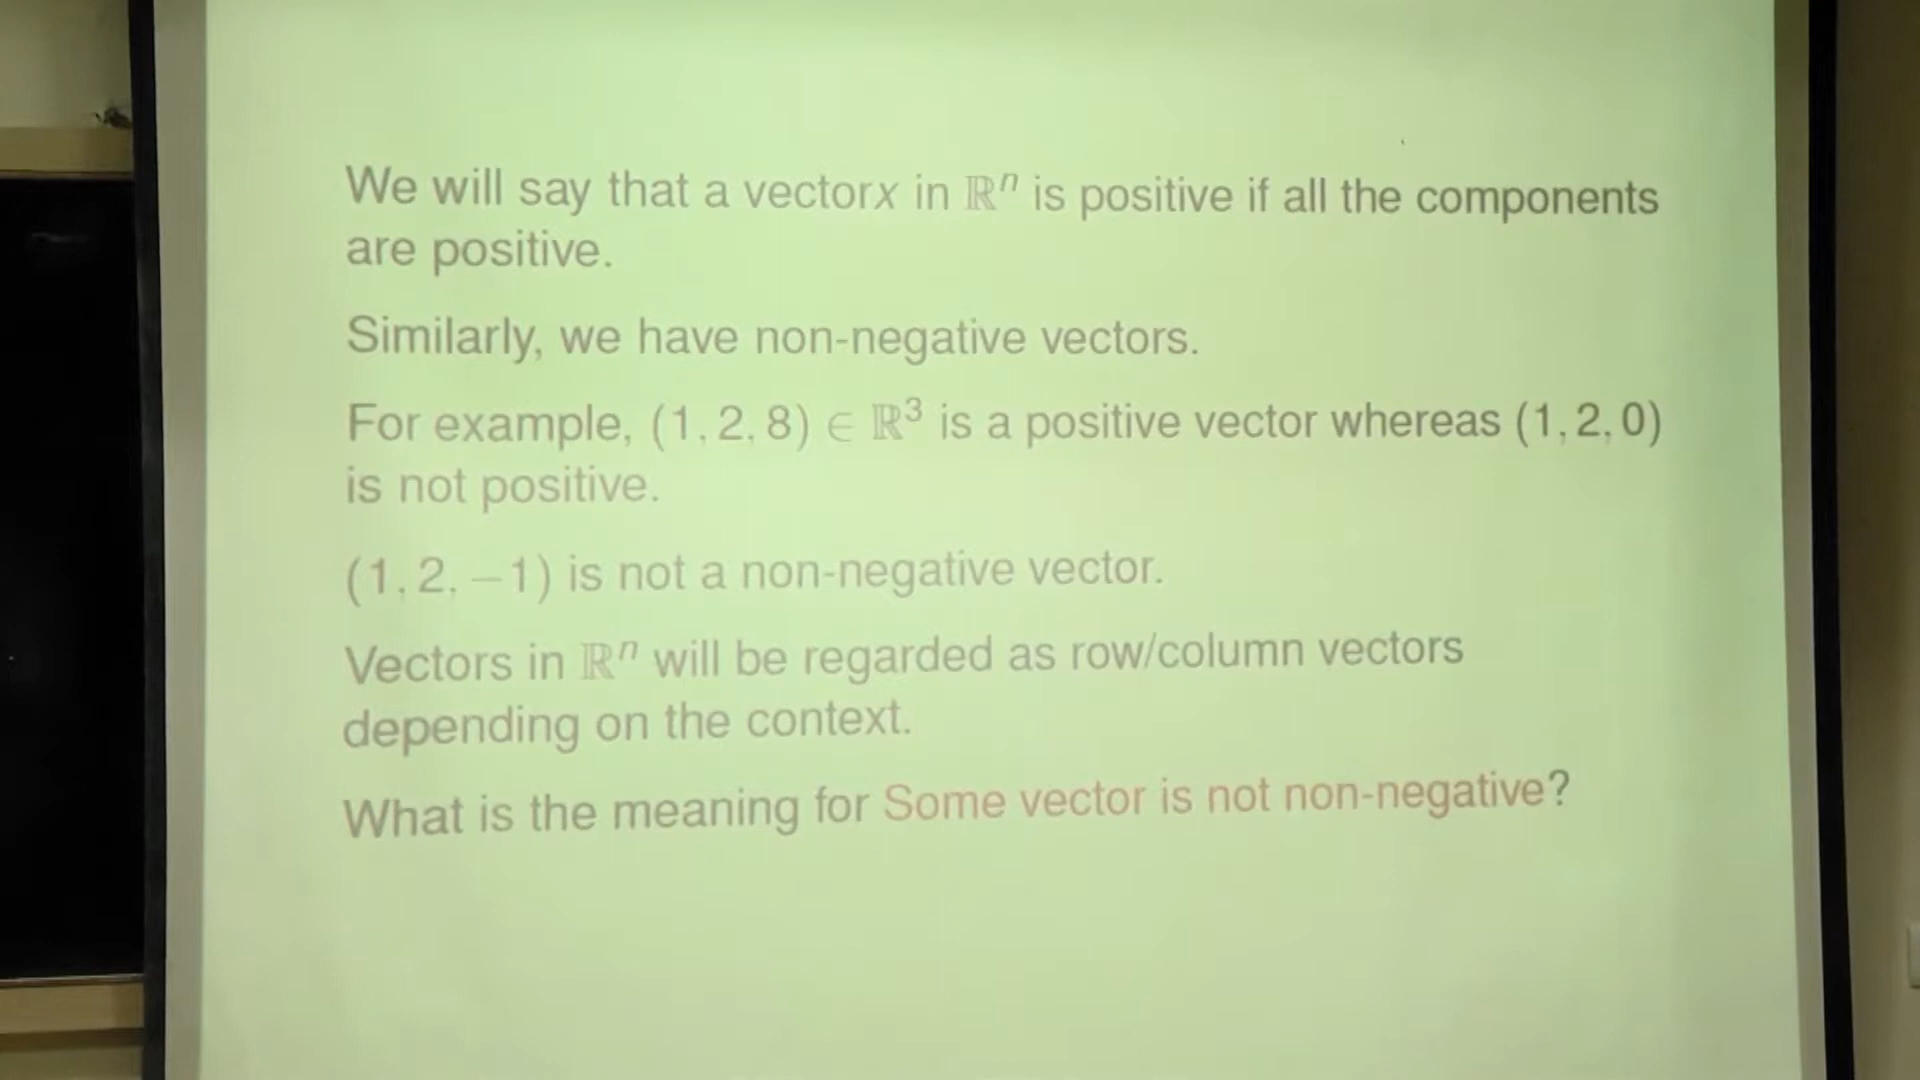 We will say that a vectorx in ℝⁿ is positive if all the components
are positive.
Similarly, we have non-negative vectors.
For example, (1, 2, 8) ∈ ℝ³ is a positive vector whereas (1, 2, 0)
is not positive.
(1, 2, −1) is not a non-negative vector.
Vectors in ℝⁿ will be regarded as row/column vectors
depending on the context.
What is the meaning for Some vector is not non-negative?